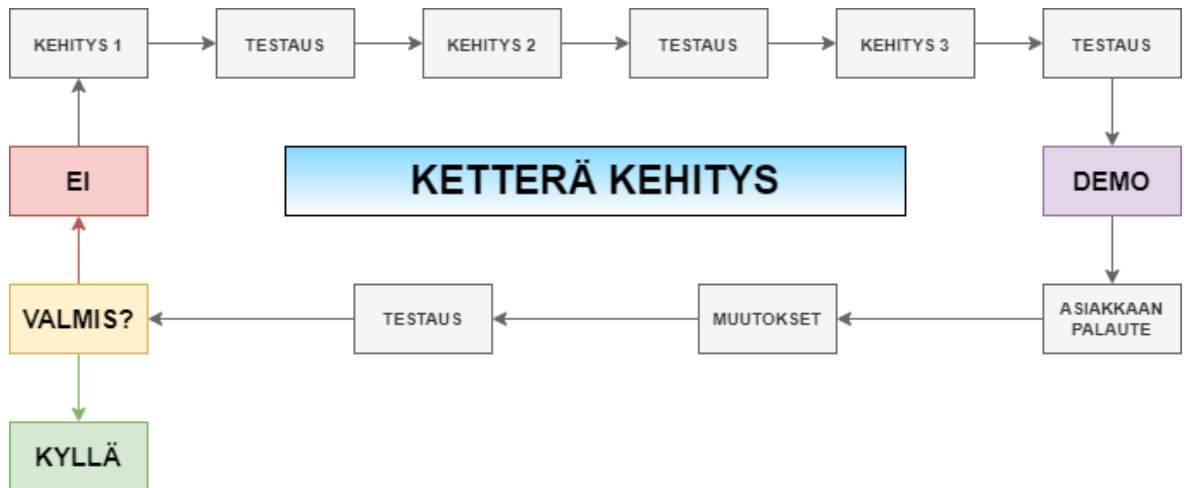 KEHITYS 1
TESTAUS
KEHITYS 2
TESTAUS
KEHITYS 3
TESTAUS
EI
KETTERÄ KEHITYS
DEMO
VALMIS?
TESTAUS
MUUTOKSET
ASIAKKAAN
PALAUTE
KYLLÄ